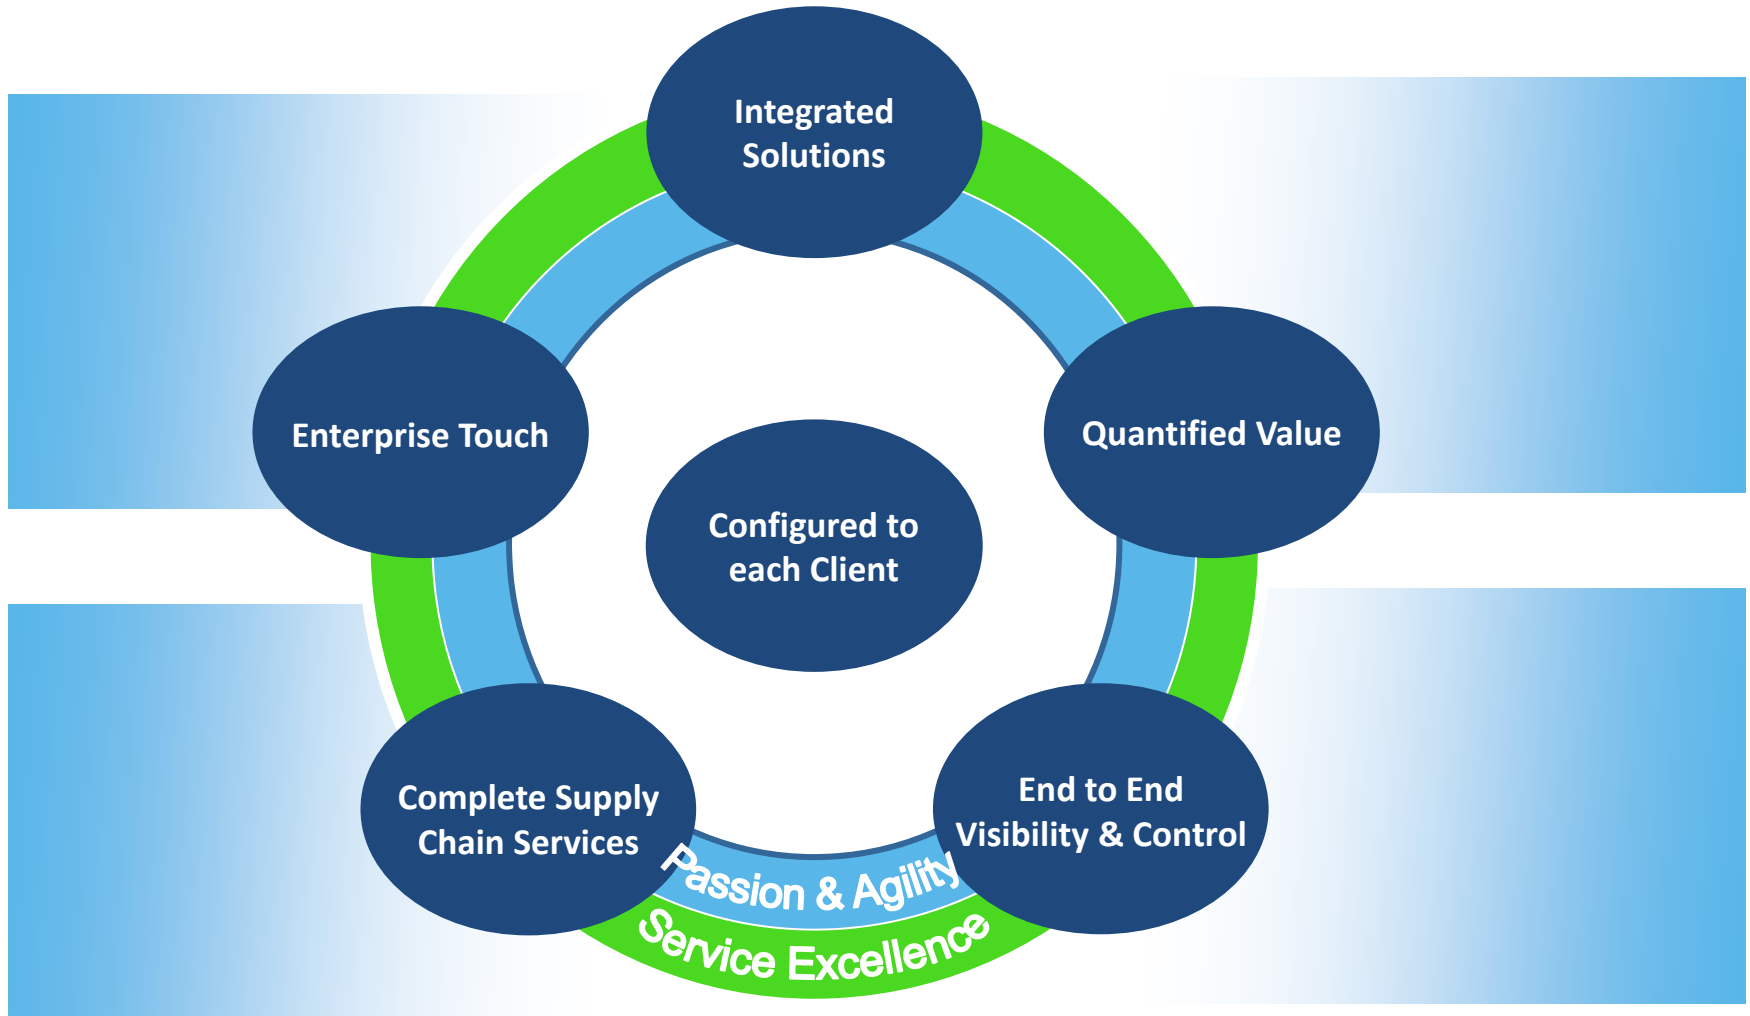 Integrated
Solutions
Enterprise Touch
Quantified Value
Configured to
each Client
Complete Supply
Chain Services
End to End
Visibility & Control
Passion & Agility
Service Excellence